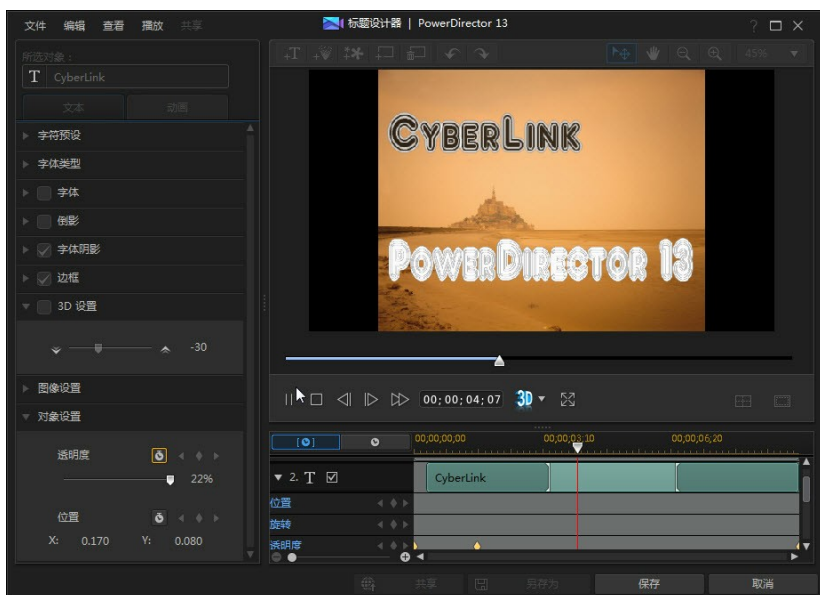 文件 编辑 查看 播放 共享 标题设计器 | PowerDirector 13 ?
所选对象：
T CyberLink
文本 动画
字符预设
字体类型
字体
倒影
字体阴影
边框
3D 设置
-30
图像设置
对象设置
透明度
22%
位置
X: 0.170 Y: 0.080
T 45%
CYBERLINK
POWERDIRECTOR 13
00;00;04;07 3D
00;00;00;00 00;00;03;10 00;00;06;20
2. T CyberLink
位置
旋转
透明度
共享 另存为 保存 取消